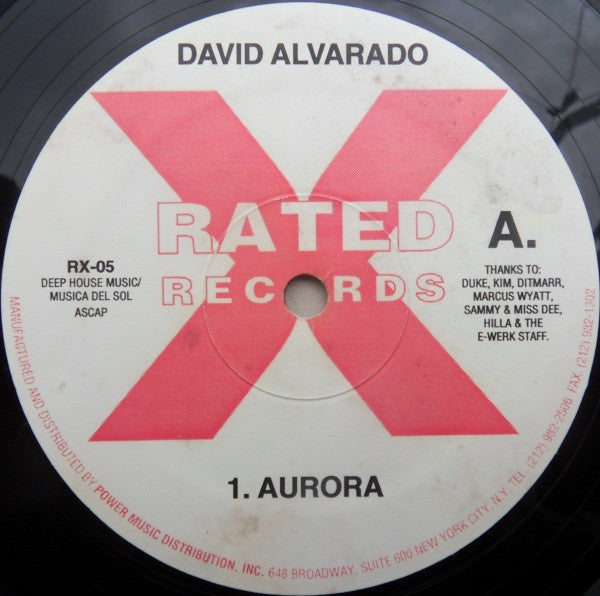 DAVID ALVARADO
X
RATED
RECORDS
A.
RX-05
DEEP HOUSE MUSIC/
MUSICA DEL SOL
ASCAP
THANKS TO:
DUKE, KIM, DITMARR,
MARCUS WYATT,
SAMMY & MISS DEE,
HILLA & THE
E-WERK STAFF.
1. AURORA
MANUFACTURED AND DISTRIBUTED BY POWER MUSIC DISTRIBUTION, INC. 648 BROADWAY, SUITE 600 NEW YORK CITY, N.Y. TEL. (212) 982-2506 FAX (212) 982-1302